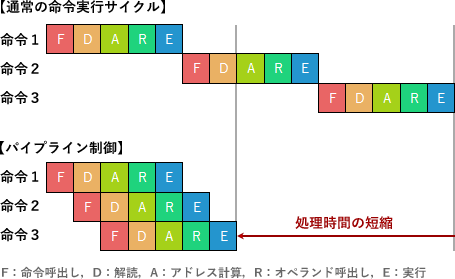 【通常の命令実行サイクル】
命令1 F D A R E
命令2 F D A R E
命令3 F D A R E
【パイプライン制御】
命令1 F D A R E
命令2 F D A R E
命令3 F D A R E
処理時間の短縮
F：命令呼出し，D：解読，A：アドレス計算，R：オペランド呼出し，E：実行